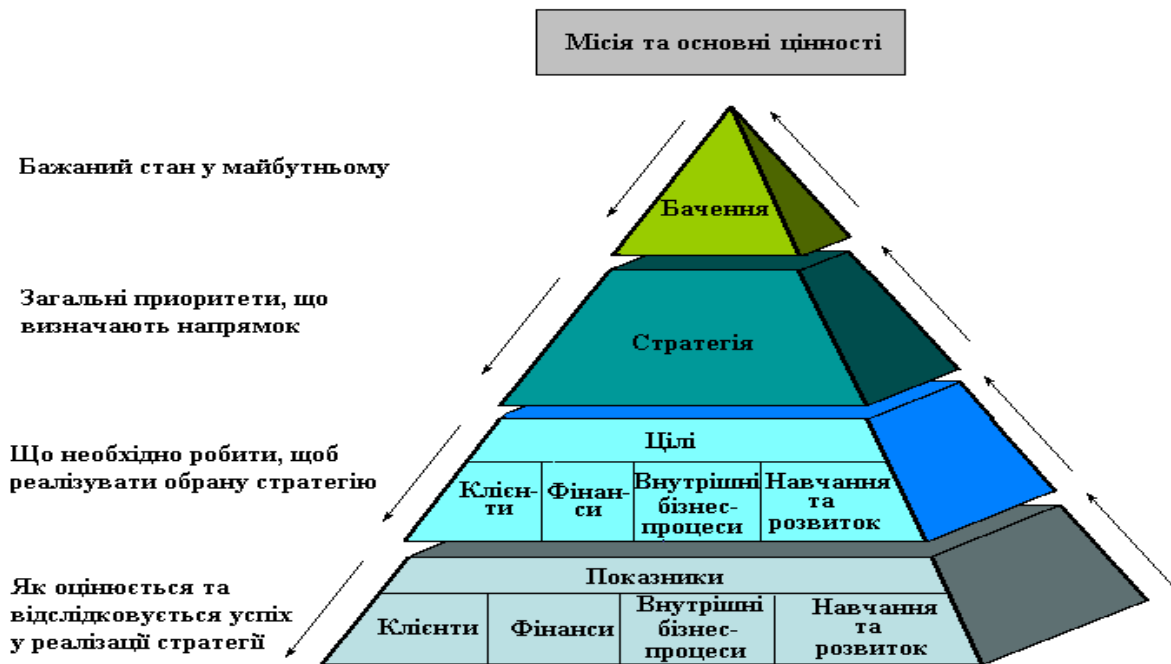 Місія та основні цінності
Бажаний стан у майбутньому
Бачення
Загальні приоритети, що
визначають напрямок
Стратегія
Що необхідно робити, щоб
реалізувати обрану стратегію
Цілі
Клієн-
ти
Фінан-
си
Внутрішні
бізнес-
процеси
Навчання
та
розвиток
Як оцінюється та
відслідковується успіх
у реалізації стратегії
Показники
Клієнти
Фінанси
Внутрішні
бізнес-
процеси
Навчання
та
розвиток